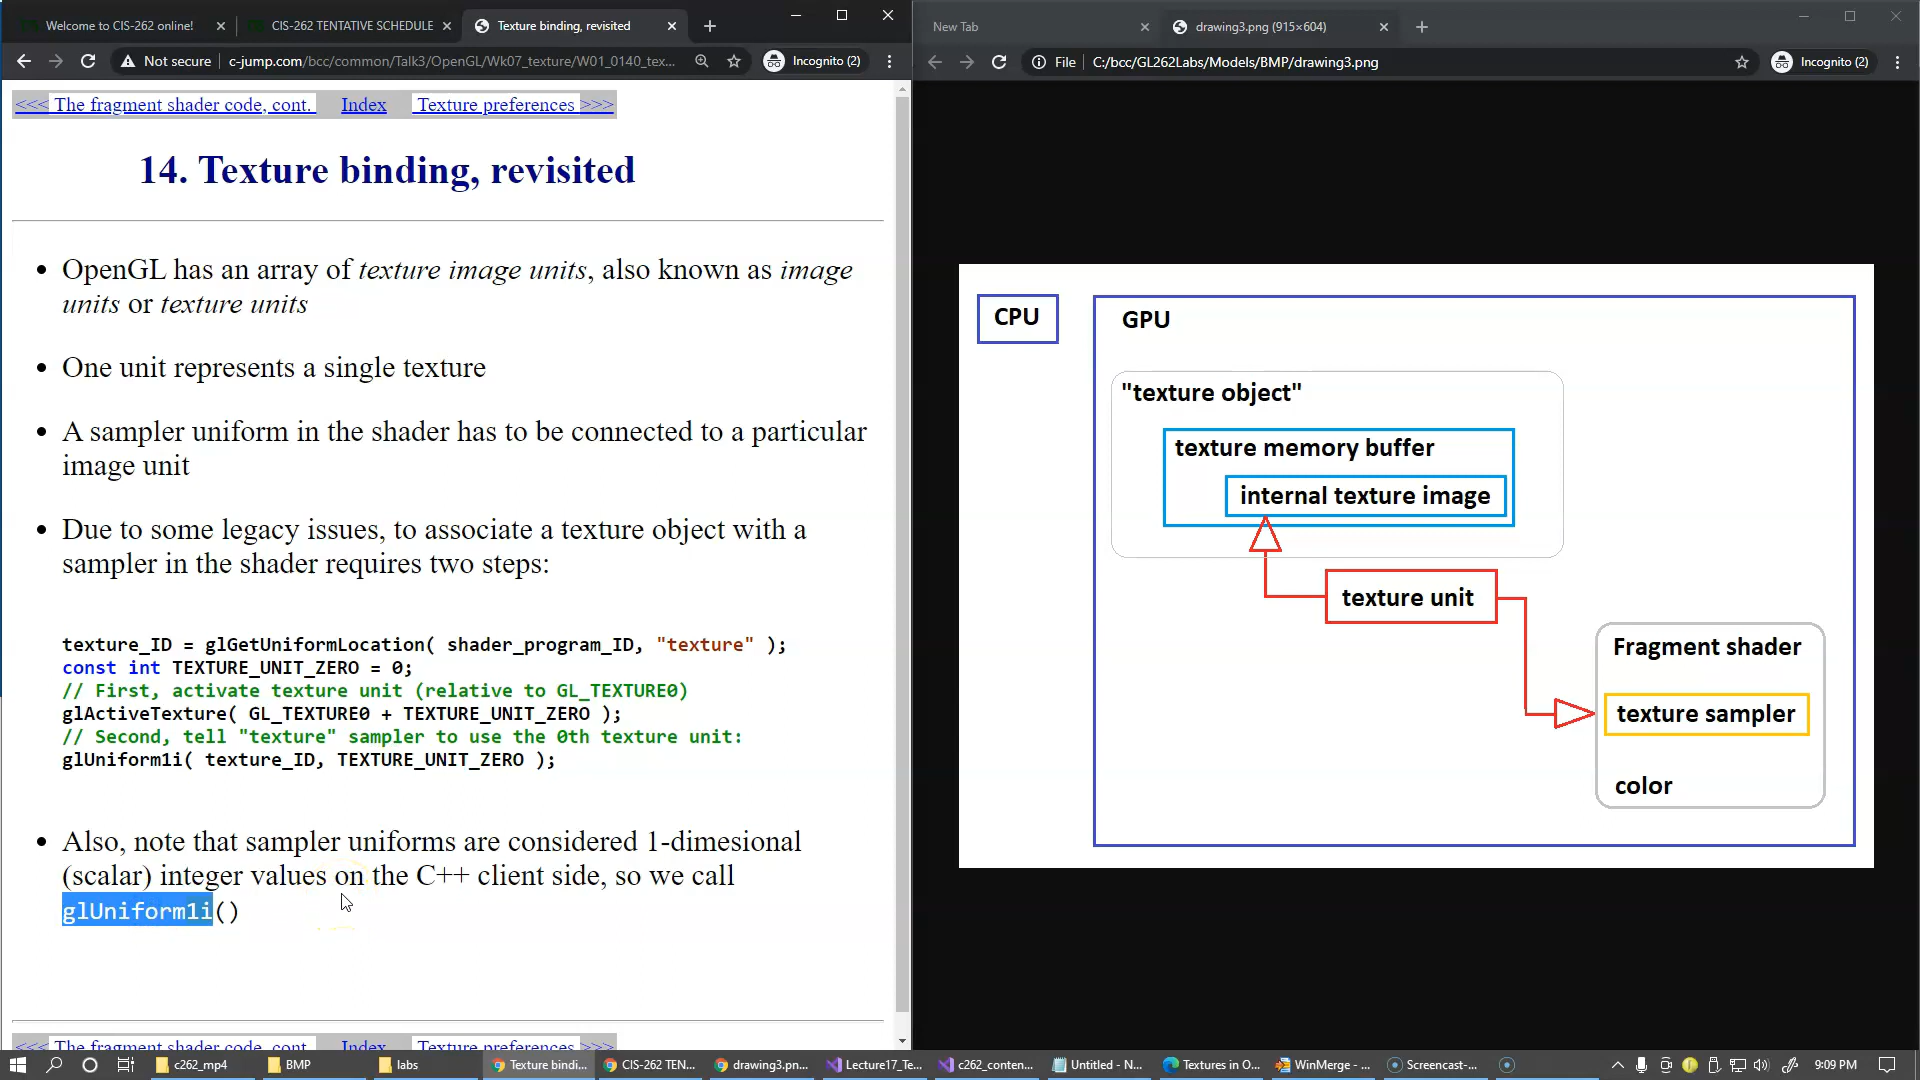 Welcome to CIS-262 online!
CIS-262 TENTATIVE SCHEDULE
Texture binding, revisited
Not secure
c-jump.com/bcc/common/Talk3/OpenGL/Wk07_texture/W01_0140_tex...
Incognito (2)
<<< The fragment shader code, cont.
Index
Texture preferences >>>
14. Texture binding, revisited
• OpenGL has an array of texture image units, also known as image
units or texture units
• One unit represents a single texture
• A sampler uniform in the shader has to be connected to a particular
image unit
• Due to some legacy issues, to associate a texture object with a
sampler in the shader requires two steps:
texture_ID = glGetUniformLocation( shader_program_ID, "texture" );
const int TEXTURE_UNIT_ZERO = 0;
// First, activate texture unit (relative to GL_TEXTURE0)
glActiveTexture( GL_TEXTURE0 + TEXTURE_UNIT_ZERO );
// Second, tell "texture" sampler to use the 0th texture unit:
glUniform1i( texture_ID, TEXTURE_UNIT_ZERO );
• Also, note that sampler uniforms are considered 1-dimesional
(scalar) integer values on the C++ client side, so we call
glUniform1i()
<<< The fragment shader code, cont.
Index
Texture preferences >>>
New Tab
drawing3.png (915×604)
File
C:/bcc/GL262Labs/Models/BMP/drawing3.png
Incognito (2)
CPU
GPU
"texture object"
texture memory buffer
internal texture image
texture unit
Fragment shader
texture sampler
color
c262_mp4
BMP
labs
Texture bindi...
CIS-262 TEN...
drawing3.pn...
Lecture17_Te...
c262_conten...
Untitled - N...
Textures in O...
WinMerge - ...
Screencast-...
9:09 PM